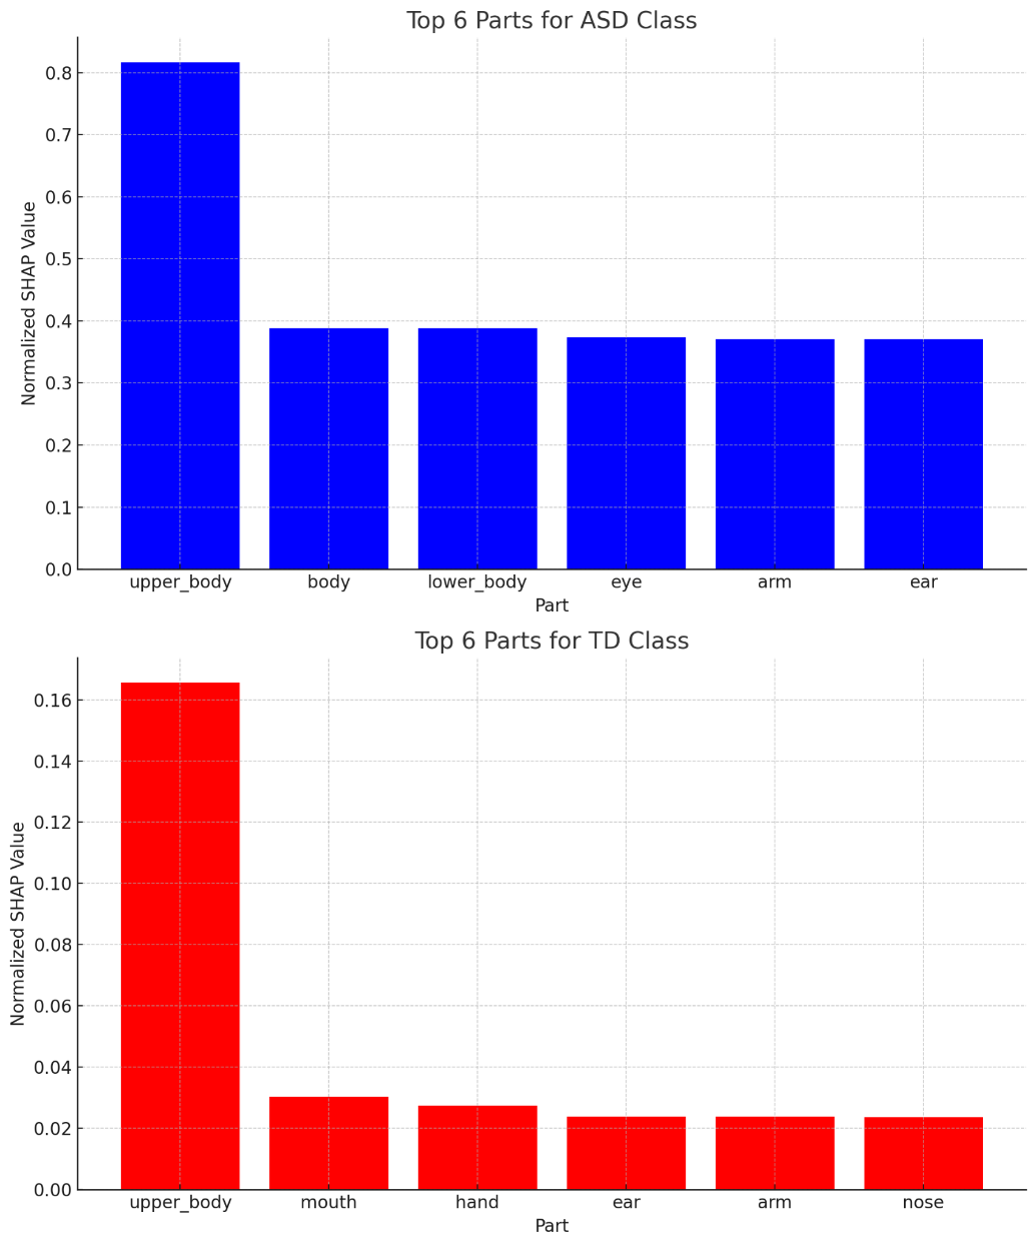 Top 6 Parts for ASD Class
Normalized SHAP Value
0.8
0.7
0.6
0.5
0.4
0.3
0.2
0.1
0.0
upper_body body lower_body eye arm ear
Part
Top 6 Parts for TD Class
Normalized SHAP Value
0.16
0.14
0.12
0.10
0.08
0.06
0.04
0.02
0.00
upper_body mouth hand ear arm nose
Part